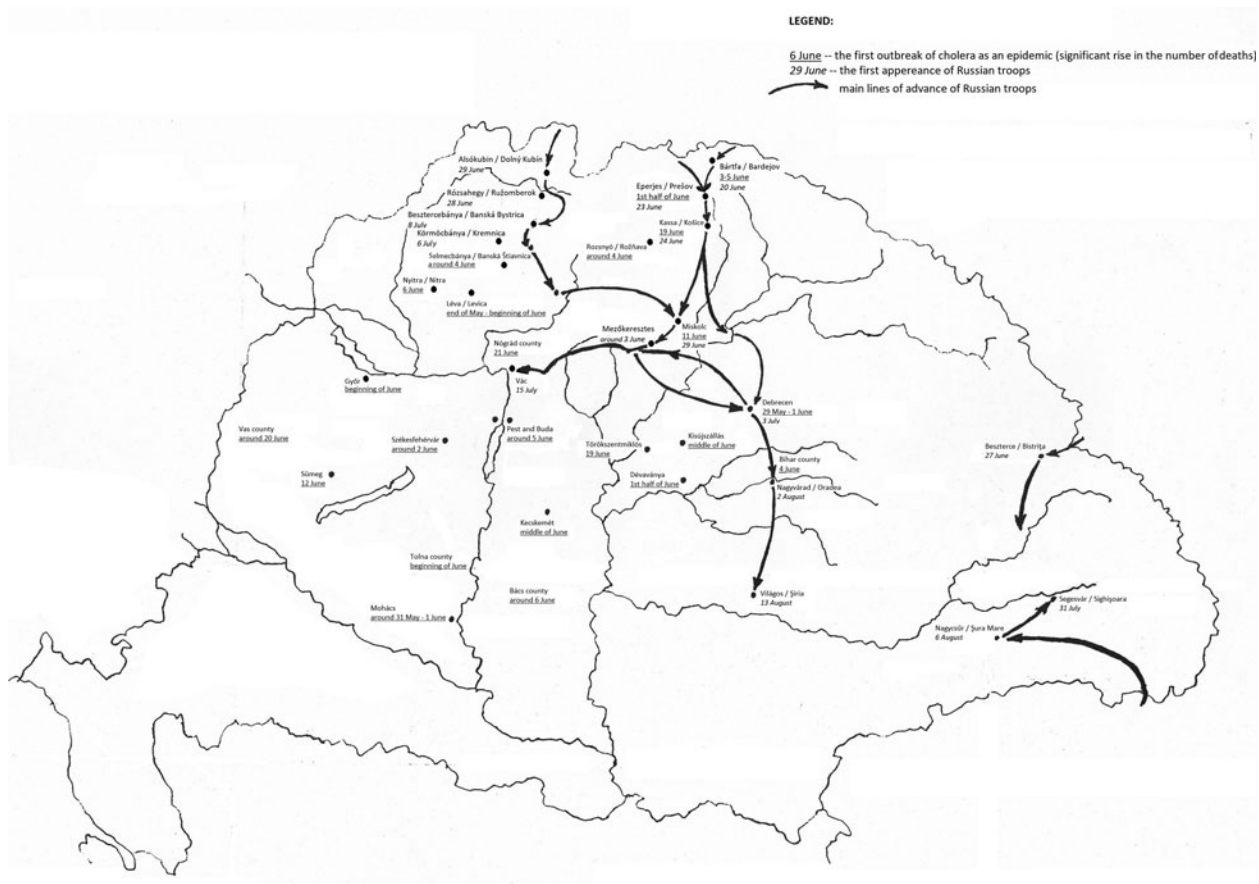 LEGEND:
6 June -- the first outbreak of cholera as an epidemic (significant rise in the number of deaths)
29 June -- the first appereance of Russian troops
main lines of advance of Russian troops
Alsókubin / Dolný Kubín
29 June
Rózsahegy / Ružomberok
28 June
Besztercebánya / Banská Bystrica
8 July
Körmöcbánya / Kremnica
6 July
Selmecbánya / Banská Štiavnica
around 4 June
Nyitra / Nitra
6 June
Léva / Levica
end of May - beginning of June
Bártfa / Bardejov
3-5 June
20 June
Eperjes / Prešov
1st half of June
23 June
Kassa / Košice
19 June
24 June
Rozsnyó / Rožňava
around 4 June
Miskolc
11 June
29 June
Mezőkeresztes
around 3 June
Nógrád county
21 June
Vác
15 July
Győr
beginning of June
Vas county
around 20 June
Székesfehérvár
around 2 June
Sümeg
12 June
Pest and Buda
around 5 June
Törökszentmiklós
19 June
Kisújszállás
middle of June
Dévaványa
1st half of June
Debrecen
29 May - 1 June
3 July
Bihar county
4 June
Nagyvárad / Oradea
2 August
Beszterce / Bistrița
27 June
Kecskemét
middle of June
Tolna county
beginning of June
Bács county
around 6 June
Mohács
around 31 May - 1 June
Világos / Șiria
13 August
Segesvár / Sighișoara
31 July
Nagycsűr / Șura Mare
6 August